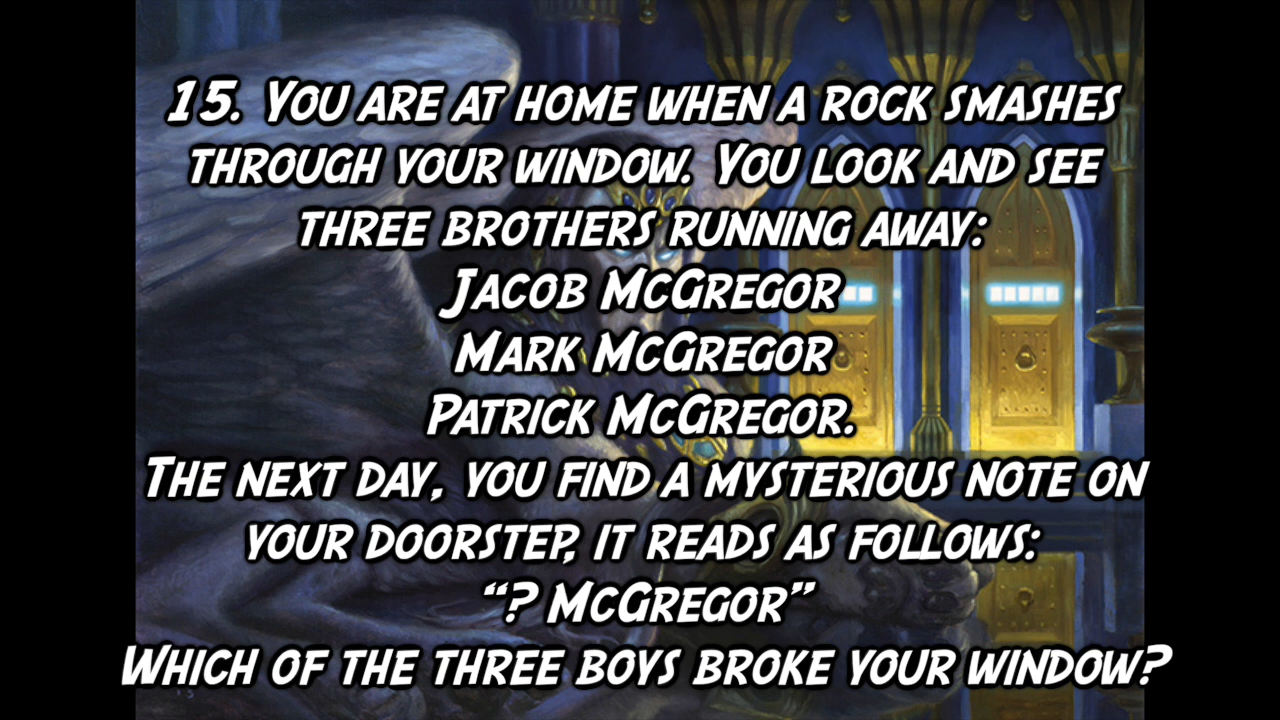 15. You are at home when a rock smashes
through your window. You look and see
three brothers running away:
Jacob McGregor
Mark McGregor
Patrick McGregor.
The next day, you find a mysterious note on
your doorstep, it reads as follows:
“? McGregor”
Which of the three boys broke your window?